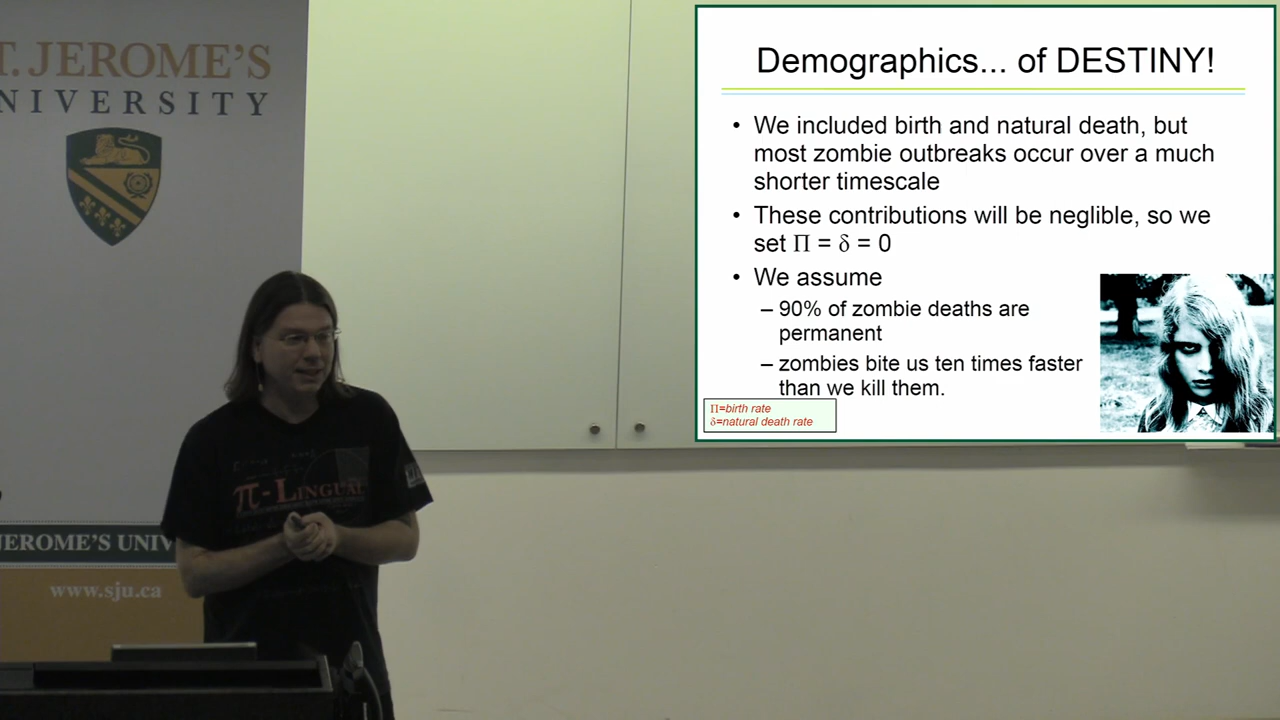 T. JEROME'S
NIVERSITY
JEROME'S UNIV
www.sju.ca
π-LINGUAL
Demographics... of DESTINY!
• We included birth and natural death, but
most zombie outbreaks occur over a much
shorter timescale
• These contributions will be neglible, so we
set Π = δ = 0
• We assume
– 90% of zombie deaths are
permanent
– zombies bite us ten times faster
than we kill them.
Π=birth rate
δ=natural death rate